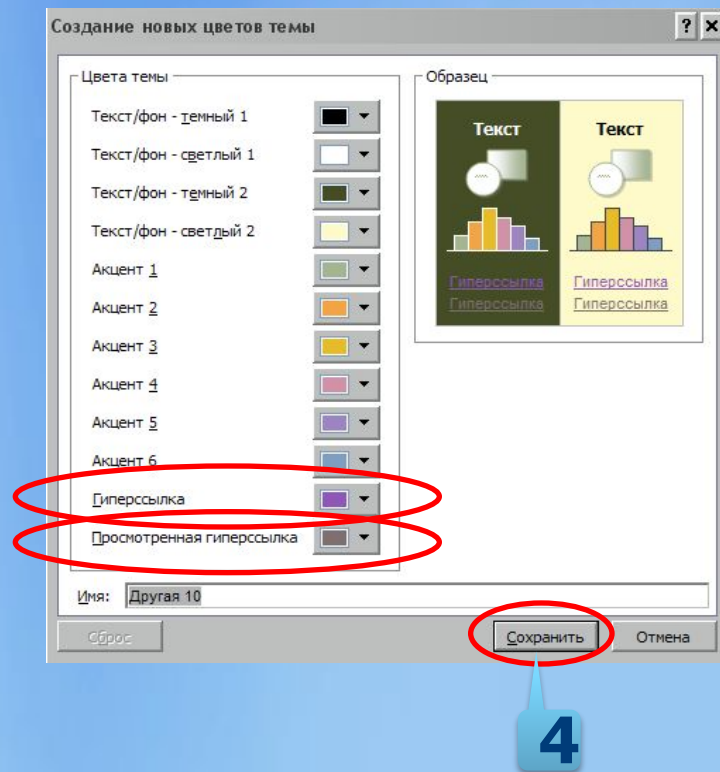 Создание новых цветов темы
Цвета темы
Текст/фон - темный 1
Текст/фон - светлый 1
Текст/фон - темный 2
Текст/фон - светлый 2
Акцент 1
Акцент 2
Акцент 3
Акцент 4
Акцент 5
Акцент 6
Гиперссылка
Просмотренная гиперссылка
Образец
Текст Текст
Гиперссылка Гиперссылка
Гиперссылка Гиперссылка
Имя: Другая 10
Сброс Сохранить Отмена
4